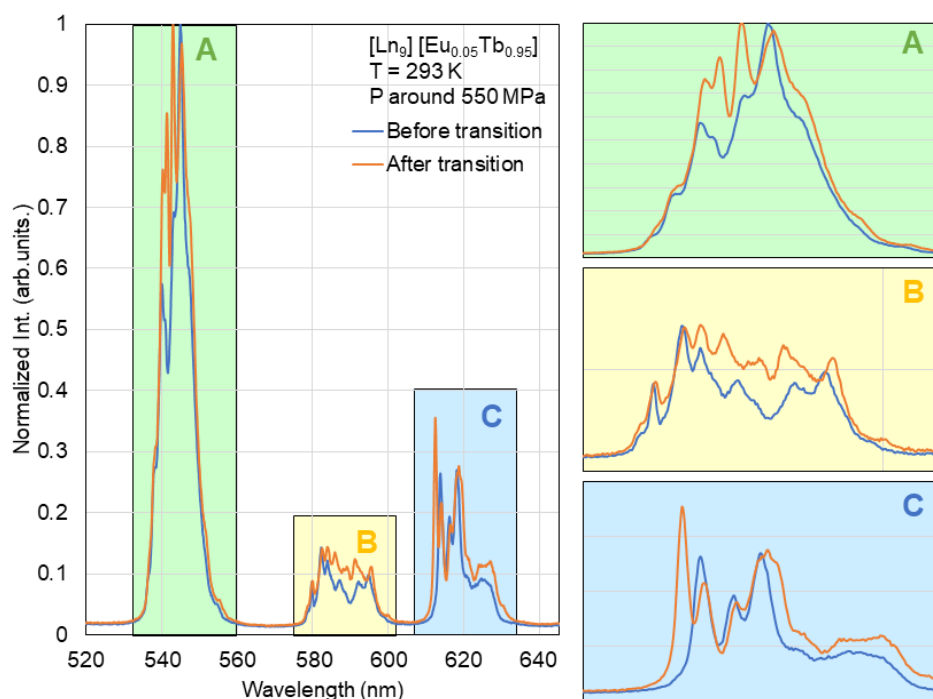 A
[Ln₉] [Eu₀.₀₅Tb₀.₉₅]
T = 293 K
P around 550 MPa
Before transition
After transition
B
C
1
0.9
0.8
0.7
0.6
0.5
0.4
0.3
0.2
0.1
0
Normalized Int. (arb.units.)
520 540 560 580 600 620 640
Wavelength (nm)
A
B
C